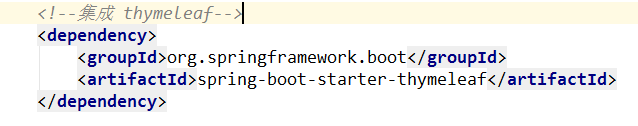 <!--集成 thymeleaf-->
<dependency>
<groupId>org.springframework.boot</groupId>
<artifactId>spring-boot-starter-thymeleaf</artifactId>
</dependency>